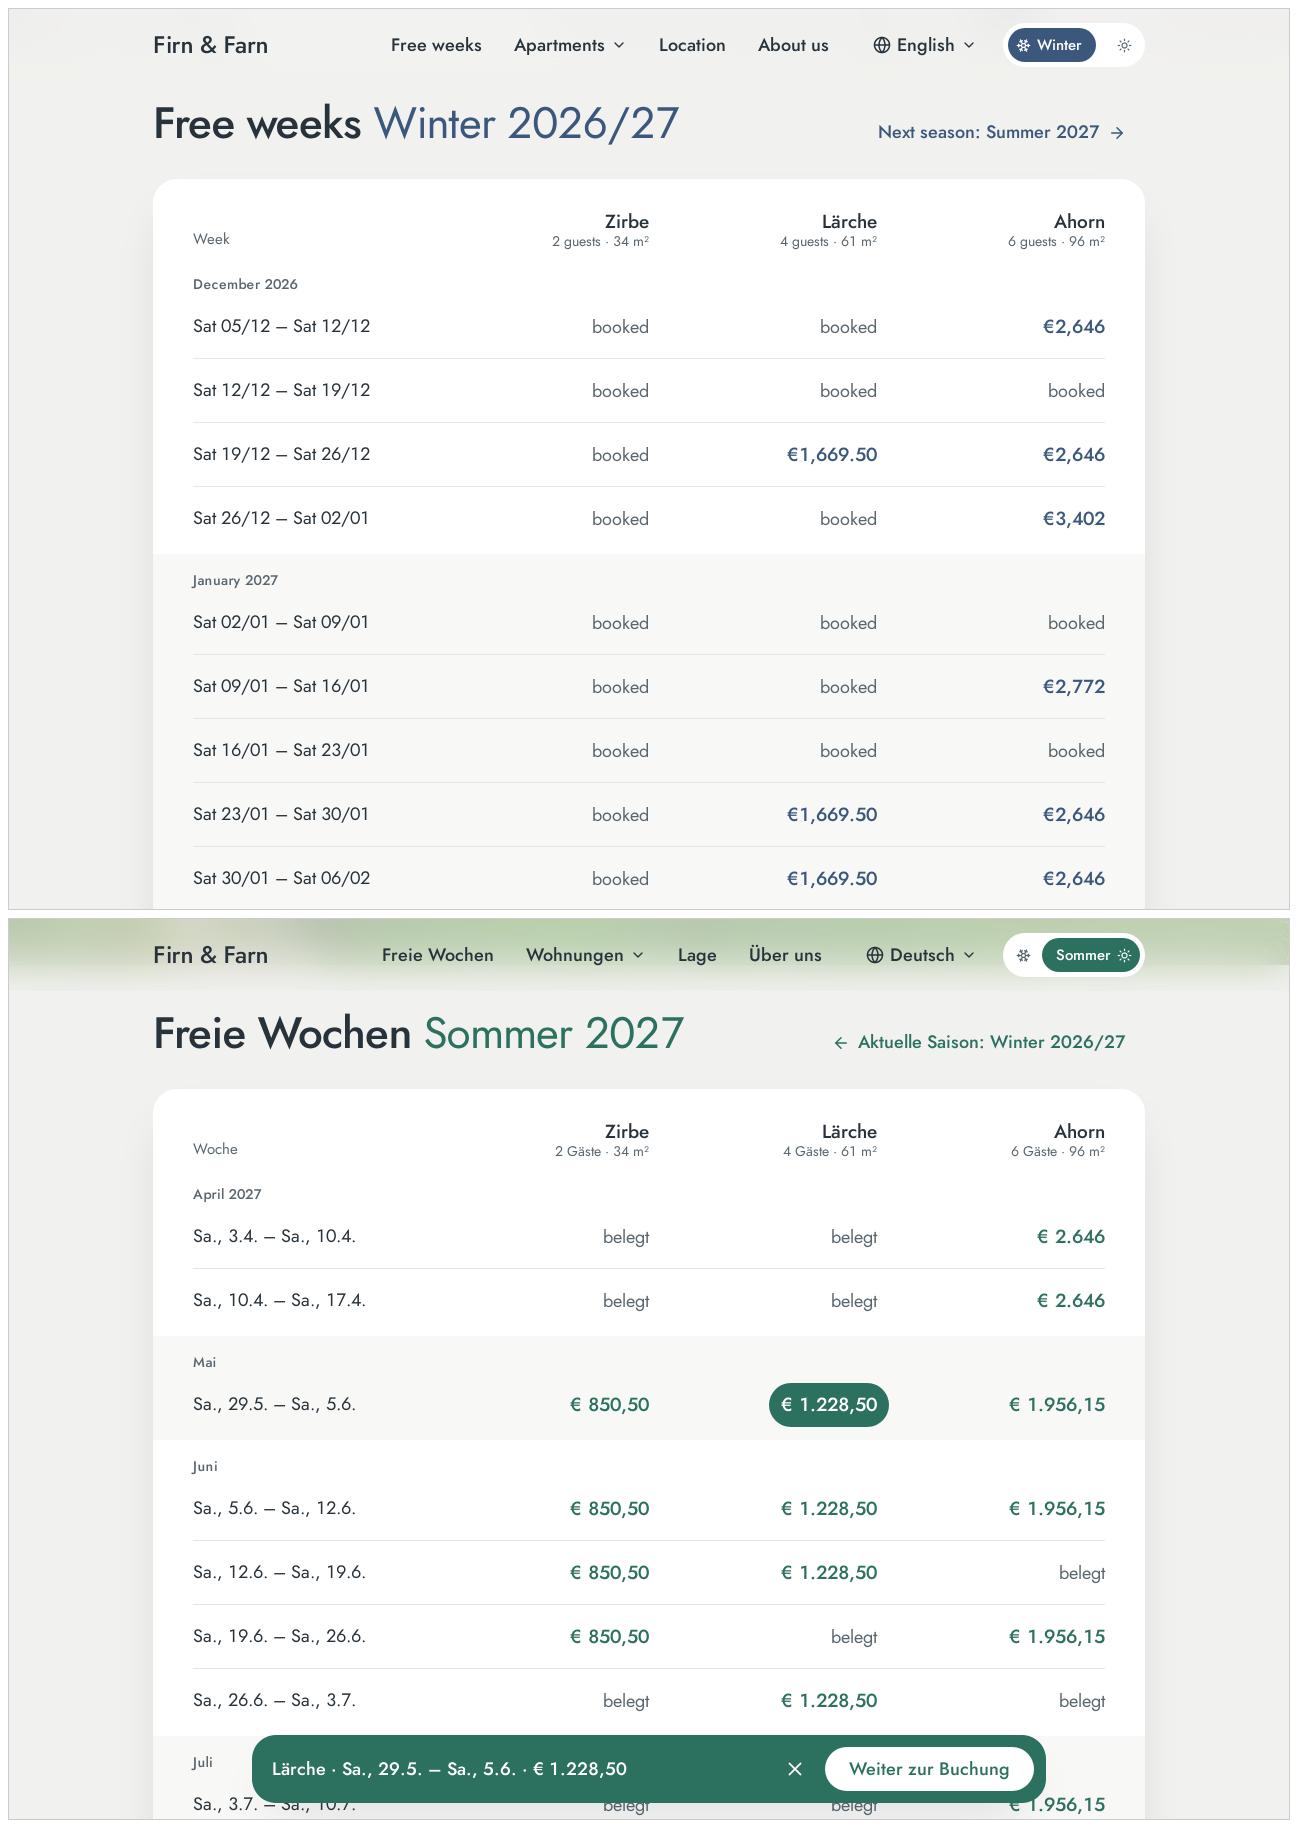 Firn & Farn Free weeks Apartments Location About us English Winter
Free weeks Winter 2026/27
Next season: Summer 2027 →
Week Zirbe Lärche Ahorn
2 guests · 34 m² 4 guests · 61 m² 6 guests · 96 m²
December 2026
Sat 05/12 – Sat 12/12 booked booked €2,646
Sat 12/12 – Sat 19/12 booked booked booked
Sat 19/12 – Sat 26/12 booked €1,669.50 €2,646
Sat 26/12 – Sat 02/01 booked booked €3,402
January 2027
Sat 02/01 – Sat 09/01 booked booked booked
Sat 09/01 – Sat 16/01 booked booked €2,772
Sat 16/01 – Sat 23/01 booked booked booked
Sat 23/01 – Sat 30/01 booked €1,669.50 €2,646
Sat 30/01 – Sat 06/02 booked €1,669.50 €2,646
Firn & Farn Freie Wochen Wohnungen Lage Über uns Deutsch Sommer
Freie Wochen Sommer 2027
← Aktuelle Saison: Winter 2026/27
Woche Zirbe Lärche Ahorn
2 Gäste · 34 m² 4 Gäste · 61 m² 6 Gäste · 96 m²
April 2027
Sa., 3.4. – Sa., 10.4. belegt belegt € 2.646
Sa., 10.4. – Sa., 17.4. belegt belegt € 2.646
Mai
Sa., 29.5. – Sa., 5.6. € 850,50 € 1.228,50 € 1.956,15
Juni
Sa., 5.6. – Sa., 12.6. € 850,50 € 1.228,50 € 1.956,15
Sa., 12.6. – Sa., 19.6. € 850,50 € 1.228,50 belegt
Sa., 19.6. – Sa., 26.6. € 850,50 belegt € 1.956,15
Sa., 26.6. – Sa., 3.7. belegt € 1.228,50 belegt
Juli
Lärche · Sa., 29.5. – Sa., 5.6. · € 1.228,50 Weiter zur Buchung
Sa., 3.7. – Sa., 10.7. belegt belegt € 1.956,15